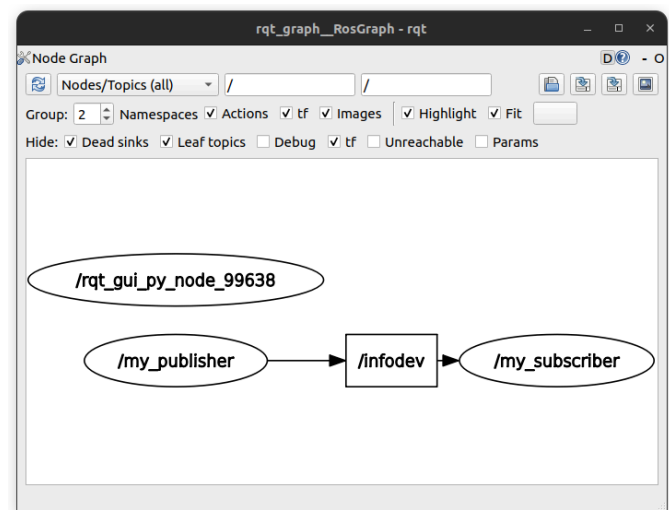 rqt_graph__RosGraph - rqt
Node Graph
D - O
Nodes/Topics (all) / /
Group: 2 Namespaces Actions tf Images Highlight Fit
Hide: Dead sinks Leaf topics Debug tf Unreachable Params
/rqt_gui_py_node_99638
/my_publisher /infodev /my_subscriber